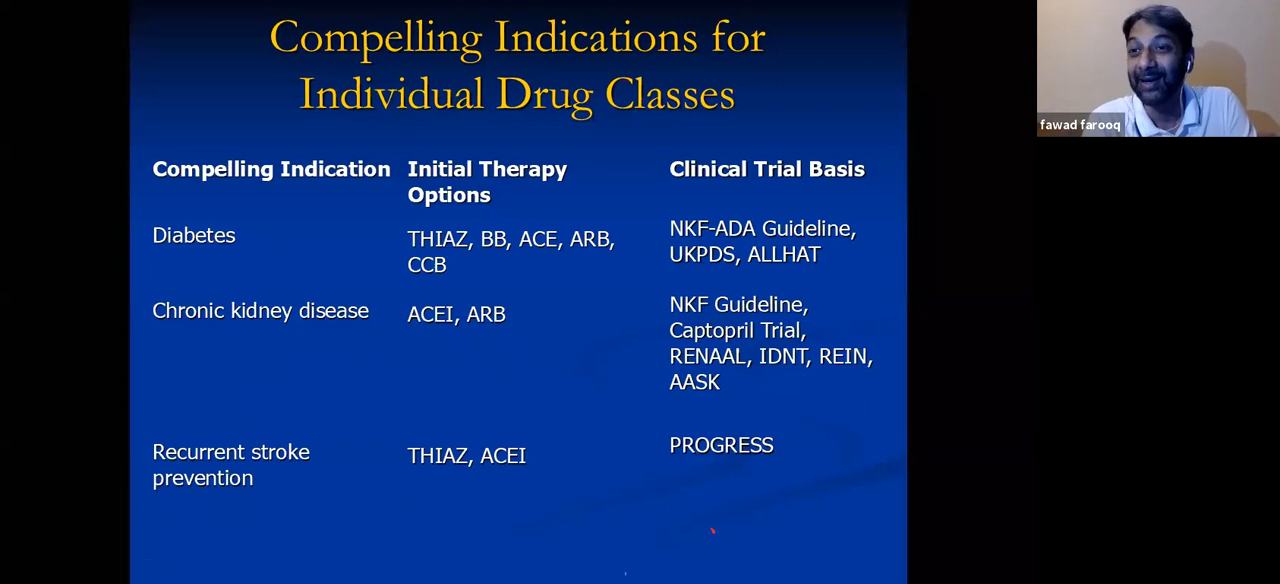 Compelling Indications for
Individual Drug Classes
fawad farooq
Compelling Indication
Initial Therapy
Options
Clinical Trial Basis
Diabetes
THIAZ, BB, ACE, ARB,
CCB
NKF-ADA Guideline,
UKPDS, ALLHAT
Chronic kidney disease
ACEI, ARB
NKF Guideline,
Captopril Trial,
RENAAL, IDNT, REIN,
AASK
Recurrent stroke
prevention
THIAZ, ACEI
PROGRESS